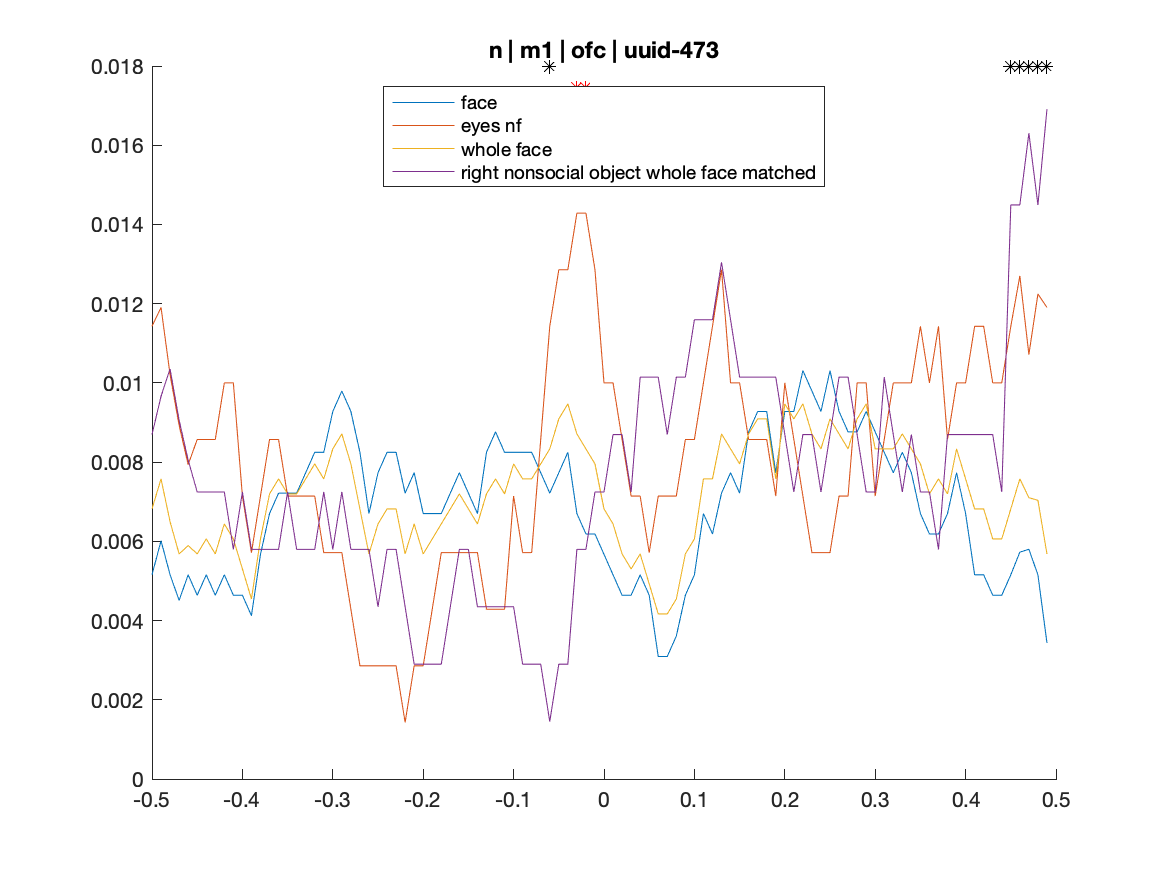 n | m1 | ofc | uuid-473
0.018
0.016
0.014
0.012
0.01
0.008
0.006
0.004
0.002
0
face
eyes nf
whole face
right nonsocial object whole face matched
-0.5 -0.4 -0.3 -0.2 -0.1 0 0.1 0.2 0.3 0.4 0.5